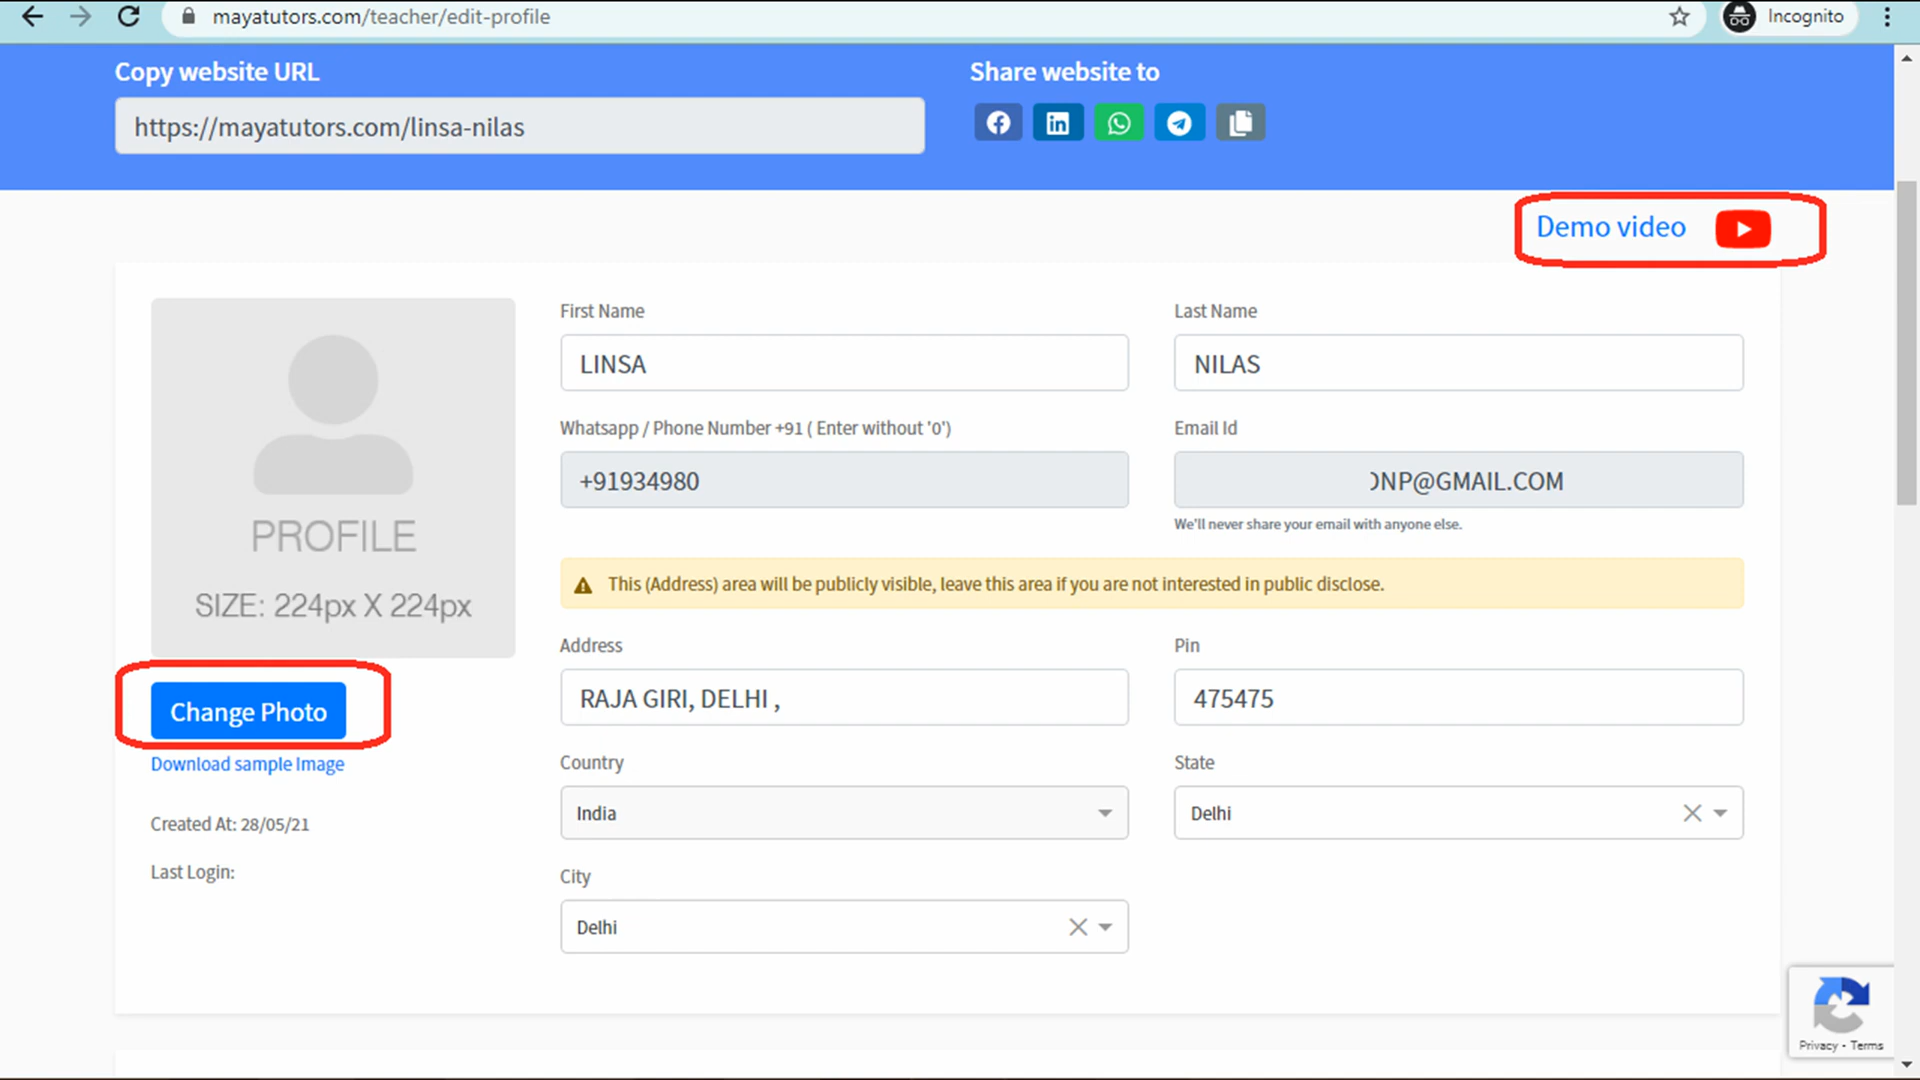 mayatutors.com/teacher/edit-profile
Incognito
Copy website URL
Share website to
https://mayatutors.com/linsa-nilas
Demo video
PROFILE
SIZE: 224px X 224px
Change Photo
Download sample Image
Created At: 28/05/21
Last Login:
First Name
Last Name
LINSA
NILAS
Whatsapp / Phone Number +91 ( Enter without '0')
Email Id
+91934980
NP@GMAIL.COM
We'll never share your email with anyone else.
This (Address) area will be publicly visible, leave this area if you are not interested in public disclose.
Address
Pin
RAJA GIRI, DELHI ,
475475
Country
State
India
Delhi
City
Delhi
Privacy - Terms